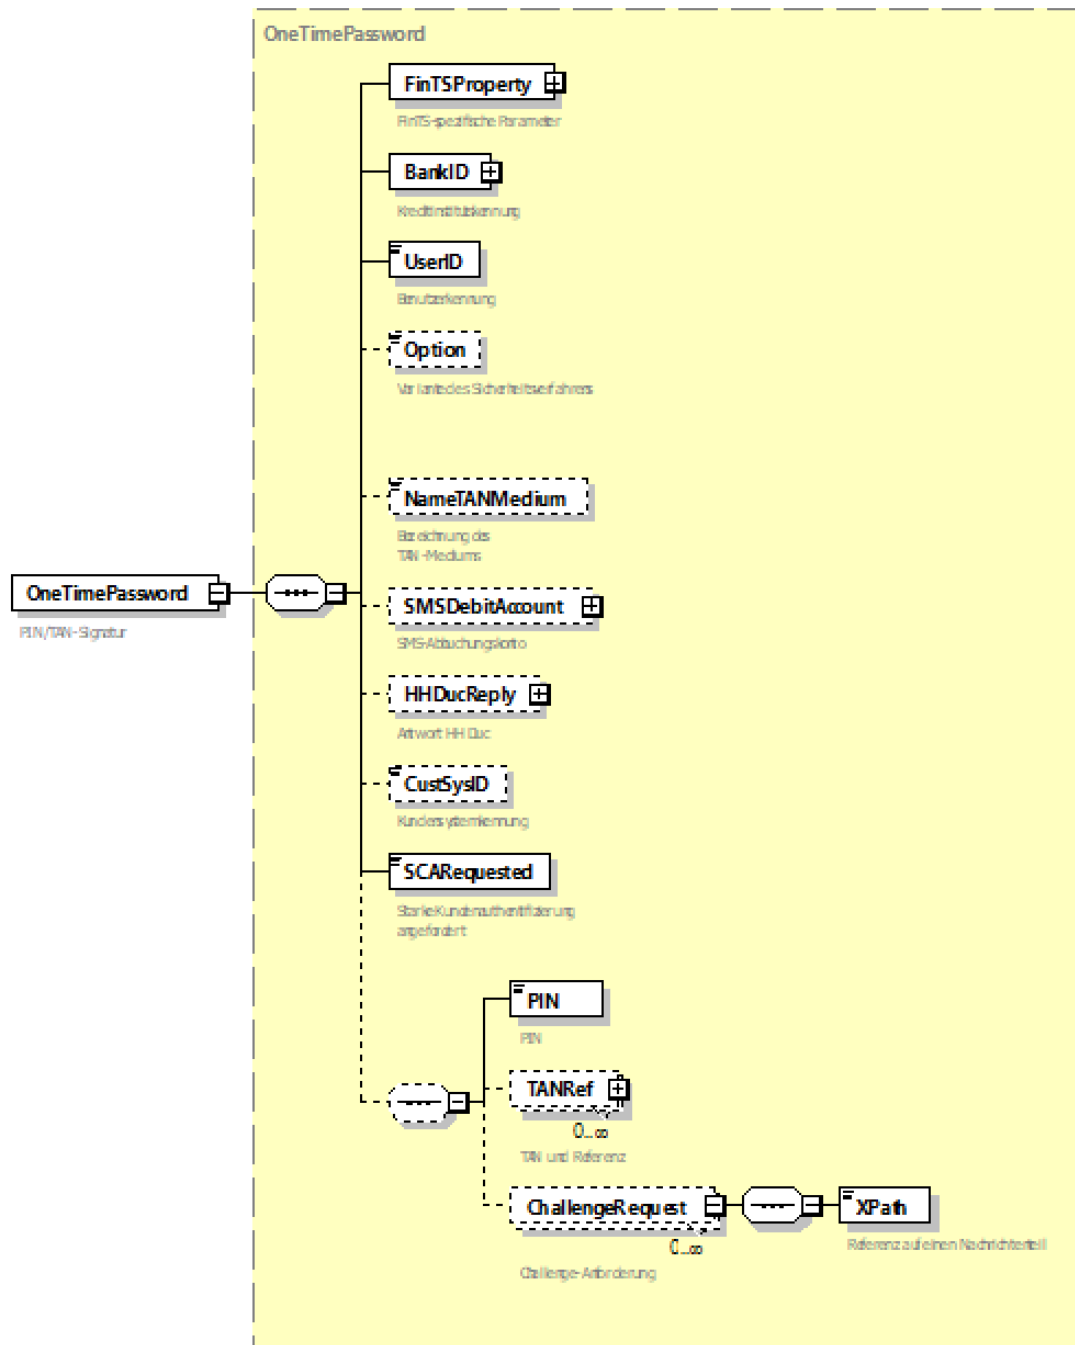 OneTimePassword
FinTSProperty
FinTS-spezifische Parameter
BankID
Kreditinstitutskennung
UserID
Benutzerkennung
Option
Variante des Sicherheitsverfahrens
NameTANMedium
Bezeichnung des
TAN-Mediums
OneTimePassword
PIN/TAN-Signatur
SMSDebitAccount
SMS-Abbuchungskonto
HHDucReply
Antwort HHDuc
CustSysID
Kundensystemkennung
SCARequested
Starke Kundenauthentifizierung
angefordert
PIN
PIN
TANRef
0...∞
TAN und Referenz
ChallengeRequest
XPath
0...∞
Referenz auf einen Nachrichtenteil
Challenge-Anforderung